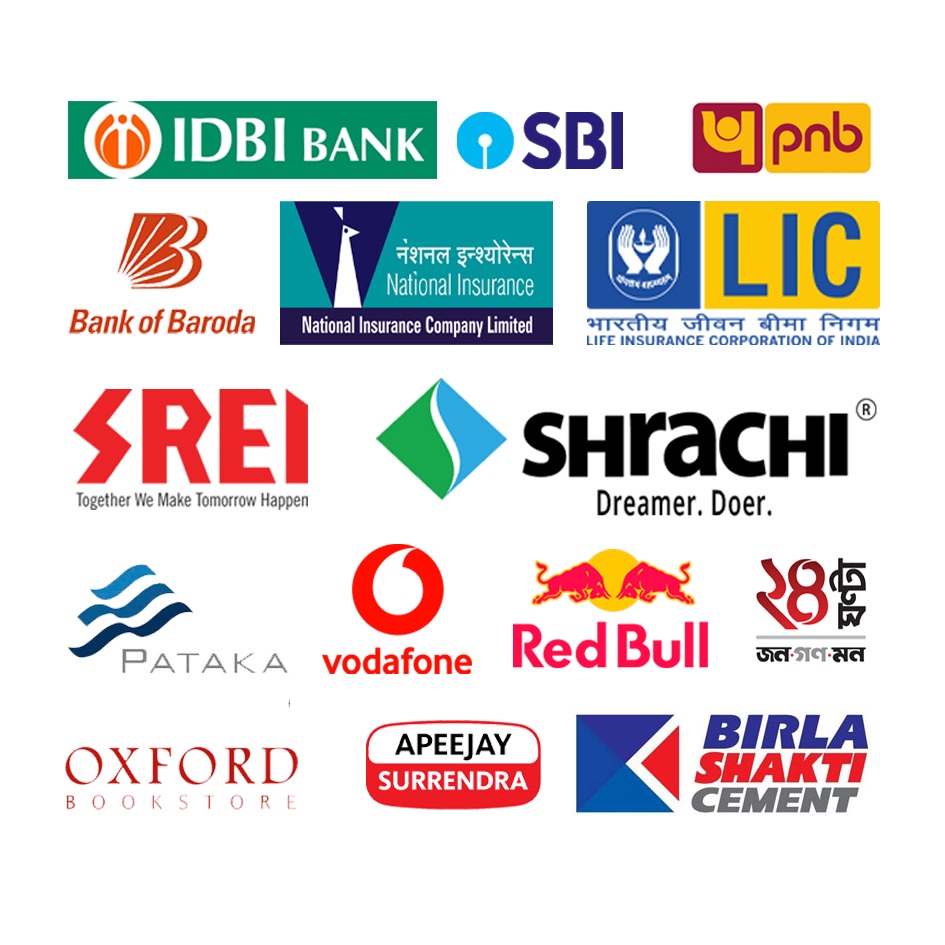 IDBI BANK
SBI
pnb
Bank of Baroda
नेशनल इन्श्योरेन्स
National Insurance
National Insurance Company Limited
LIC
भारतीय जीवन बीमा निगम
LIFE INSURANCE CORPORATION OF INDIA
SREI
Together We Make Tomorrow Happen
SHRACHI ®
Dreamer. Doer.
PATAKA
vodafone
Red Bull
২৪ ঘণ্টা
জন·গণ·মন
OXFORD
BOOKSTORE
APEEJAY
SURRENDRA
BIRLA
SHAKTI
CEMENT